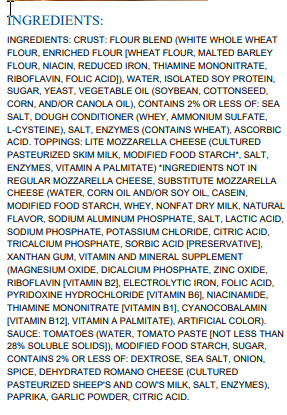 INGREDIENTS:
INGREDIENTS: CRUST: FLOUR BLEND (WHITE WHOLE WHEAT
FLOUR, ENRICHED FLOUR [WHEAT FLOUR, MALTED BARLEY
FLOUR, NIACIN, REDUCED IRON, THIAMINE MONONITRATE,
RIBOFLAVIN, FOLIC ACID]), WATER, ISOLATED SOY PROTEIN,
SUGAR, YEAST, VEGETABLE OIL (SOYBEAN, COTTONSEED,
CORN, AND/OR CANOLA OIL), CONTAINS 2% OR LESS OF: SEA
SALT, DOUGH CONDITIONER (WHEY, AMMONIUM SULFATE,
L-CYSTEINE), SALT, ENZYMES (CONTAINS WHEAT), ASCORBIC
ACID. TOPPINGS: LITE MOZZARELLA CHEESE (CULTURED
PASTEURIZED SKIM MILK, MODIFIED FOOD STARCH*, SALT,
ENZYMES, VITAMIN A PALMITATE) *INGREDIENTS NOT IN
REGULAR MOZZARELLA CHEESE, SUBSTITUTE MOZZARELLA
CHEESE (WATER, CORN OIL AND/OR SOY OIL, CASEIN,
MODIFIED FOOD STARCH, WHEY, NONFAT DRY MILK, NATURAL
FLAVOR, SODIUM ALUMINUM PHOSPHATE, SALT, LACTIC ACID,
SODIUM PHOSPHATE, POTASSIUM CHLORIDE, CITRIC ACID,
TRICALCIUM PHOSPHATE, SORBIC ACID [PRESERVATIVE],
XANTHAN GUM, VITAMIN AND MINERAL SUPPLEMENT
(MAGNESIUM OXIDE, DICALCIUM PHOSPHATE, ZINC OXIDE,
RIBOFLAVIN [VITAMIN B2], ELECTROLYTIC IRON, FOLIC ACID,
PYRIDOXINE HYDROCHLORIDE [VITAMIN B6], NIACINAMIDE,
THIAMINE MONONITRATE [VITAMIN B1], CYANOCOBALAMIN
[VITAMIN B12], VITAMIN A PALMITATE), ARTIFICIAL COLOR).
SAUCE: TOMATOES (WATER, TOMATO PASTE [NOT LESS THAN
28% SOLUBLE SOLIDS]), MODIFIED FOOD STARCH, SUGAR,
CONTAINS 2% OR LESS OF: DEXTROSE, SEA SALT, ONION,
SPICE, DEHYDRATED ROMANO CHEESE (CULTURED
PASTEURIZED SHEEP'S AND COW'S MILK, SALT, ENZYMES),
PAPRIKA, GARLIC POWDER, CITRIC ACID.